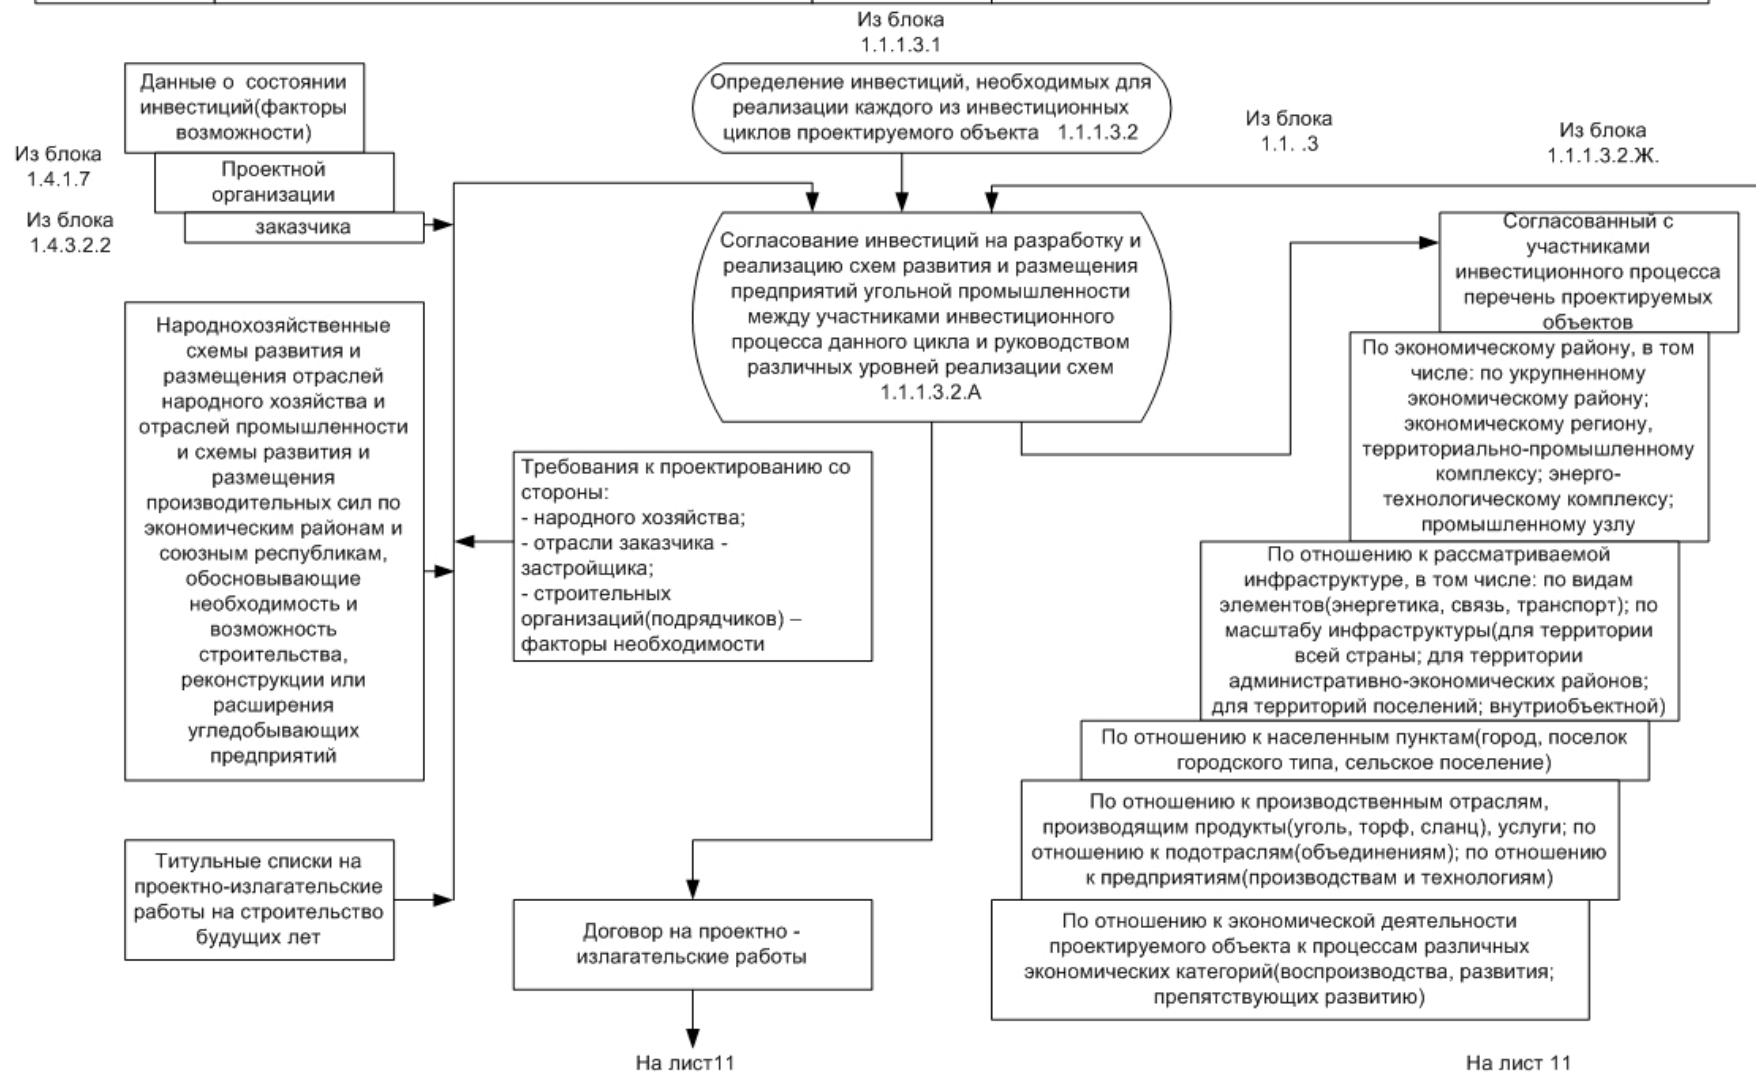 Из блока
1.1.1.3.1
Данные о состоянии
инвестиций(факторы
возможности)
Проектной
организации
заказчика
Из блока
1.4.1.7
Из блока
1.4.3.2.2
Определение инвестиций, необходимых для
реализации каждого из инвестиционных
циклов проектируемого объекта 1.1.1.3.2
Из блока
1.1. .3
Из блока
1.1.1.3.2.Ж.
Согласование инвестиций на разработку и
реализацию схем развития и размещения
предприятий угольной промышленности
между участниками инвестиционного
процесса данного цикла и руководством
различных уровней реализации схем
1.1.1.3.2.А
Согласованный с
участниками
инвестиционного процесса
перечень проектируемых
объектов
По экономическому району, в том
числе: по укрупненному
экономическому району;
экономическому региону,
территориально-промышленному
комплексу; энерго-
технологическому комплексу;
промышленному узлу
По отношению к рассматриваемой
инфраструктуре, в том числе: по видам
элементов(энергетика, связь, транспорт); по
масштабу инфраструктуры(для территории
всей страны; для территории
административно-экономических районов;
для территорий поселений; внутриобъектной)
По отношению к населенным пунктам(город, поселок
городского типа, сельское поселение)
По отношению к производственным отраслям,
производящим продукты(уголь, торф, сланц), услуги; по
отношению к подотраслям(объединениям); по отношению
к предприятиям(производствам и технологиям)
По отношению к экономической деятельности
проектируемого объекта к процессам различных
экономических категорий(воспроизводства, развития;
препятствующих развитию)
Народнохозяйственные
схемы развития и
размещения отраслей
народного хозяйства и
отраслей промышленности
и схемы развития и
размещения
производительных сил по
экономическим районам и
союзным республикам,
обосновывающие
необходимость и
возможность
строительства,
реконструкции или
расширения
угледобывающих
предприятий
Требования к проектированию со
стороны:
- народного хозяйства;
- отрасли заказчика -
застройщика;
- строительных
организаций(подрядчиков) –
факторы необходимости
Титульные списки на
проектно-излагательские
работы на строительство
будущих лет
Договор на проектно -
излагательские работы
На лист11
На лист 11